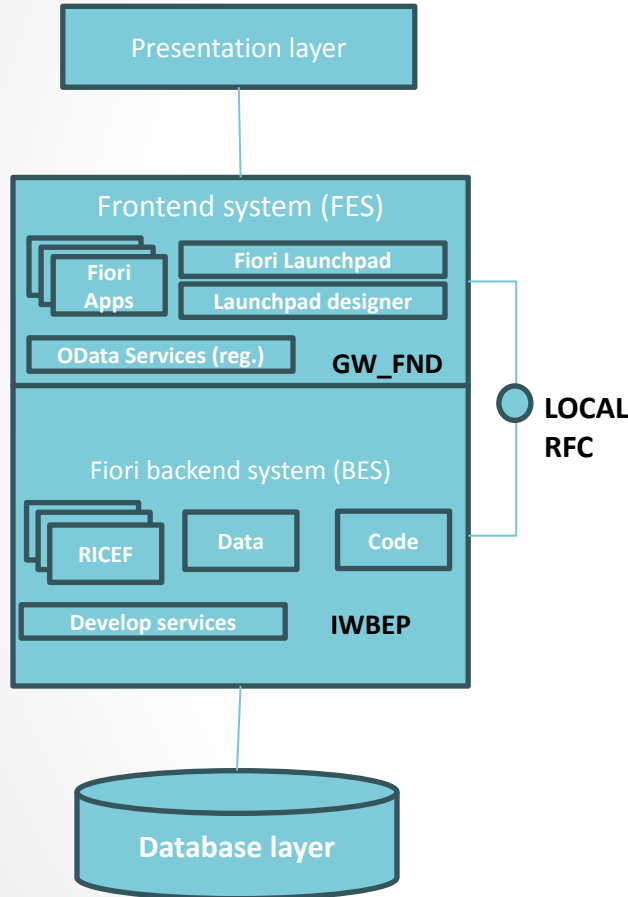 Presentation layer
Frontend system (FES)
Fiori
Apps
Fiori Launchpad
Launchpad designer
OData Services (reg.)
GW_FND
LOCAL
RFC
Fiori backend system (BES)
RICEF
Data
Code
Develop services
IWBEP
Database layer